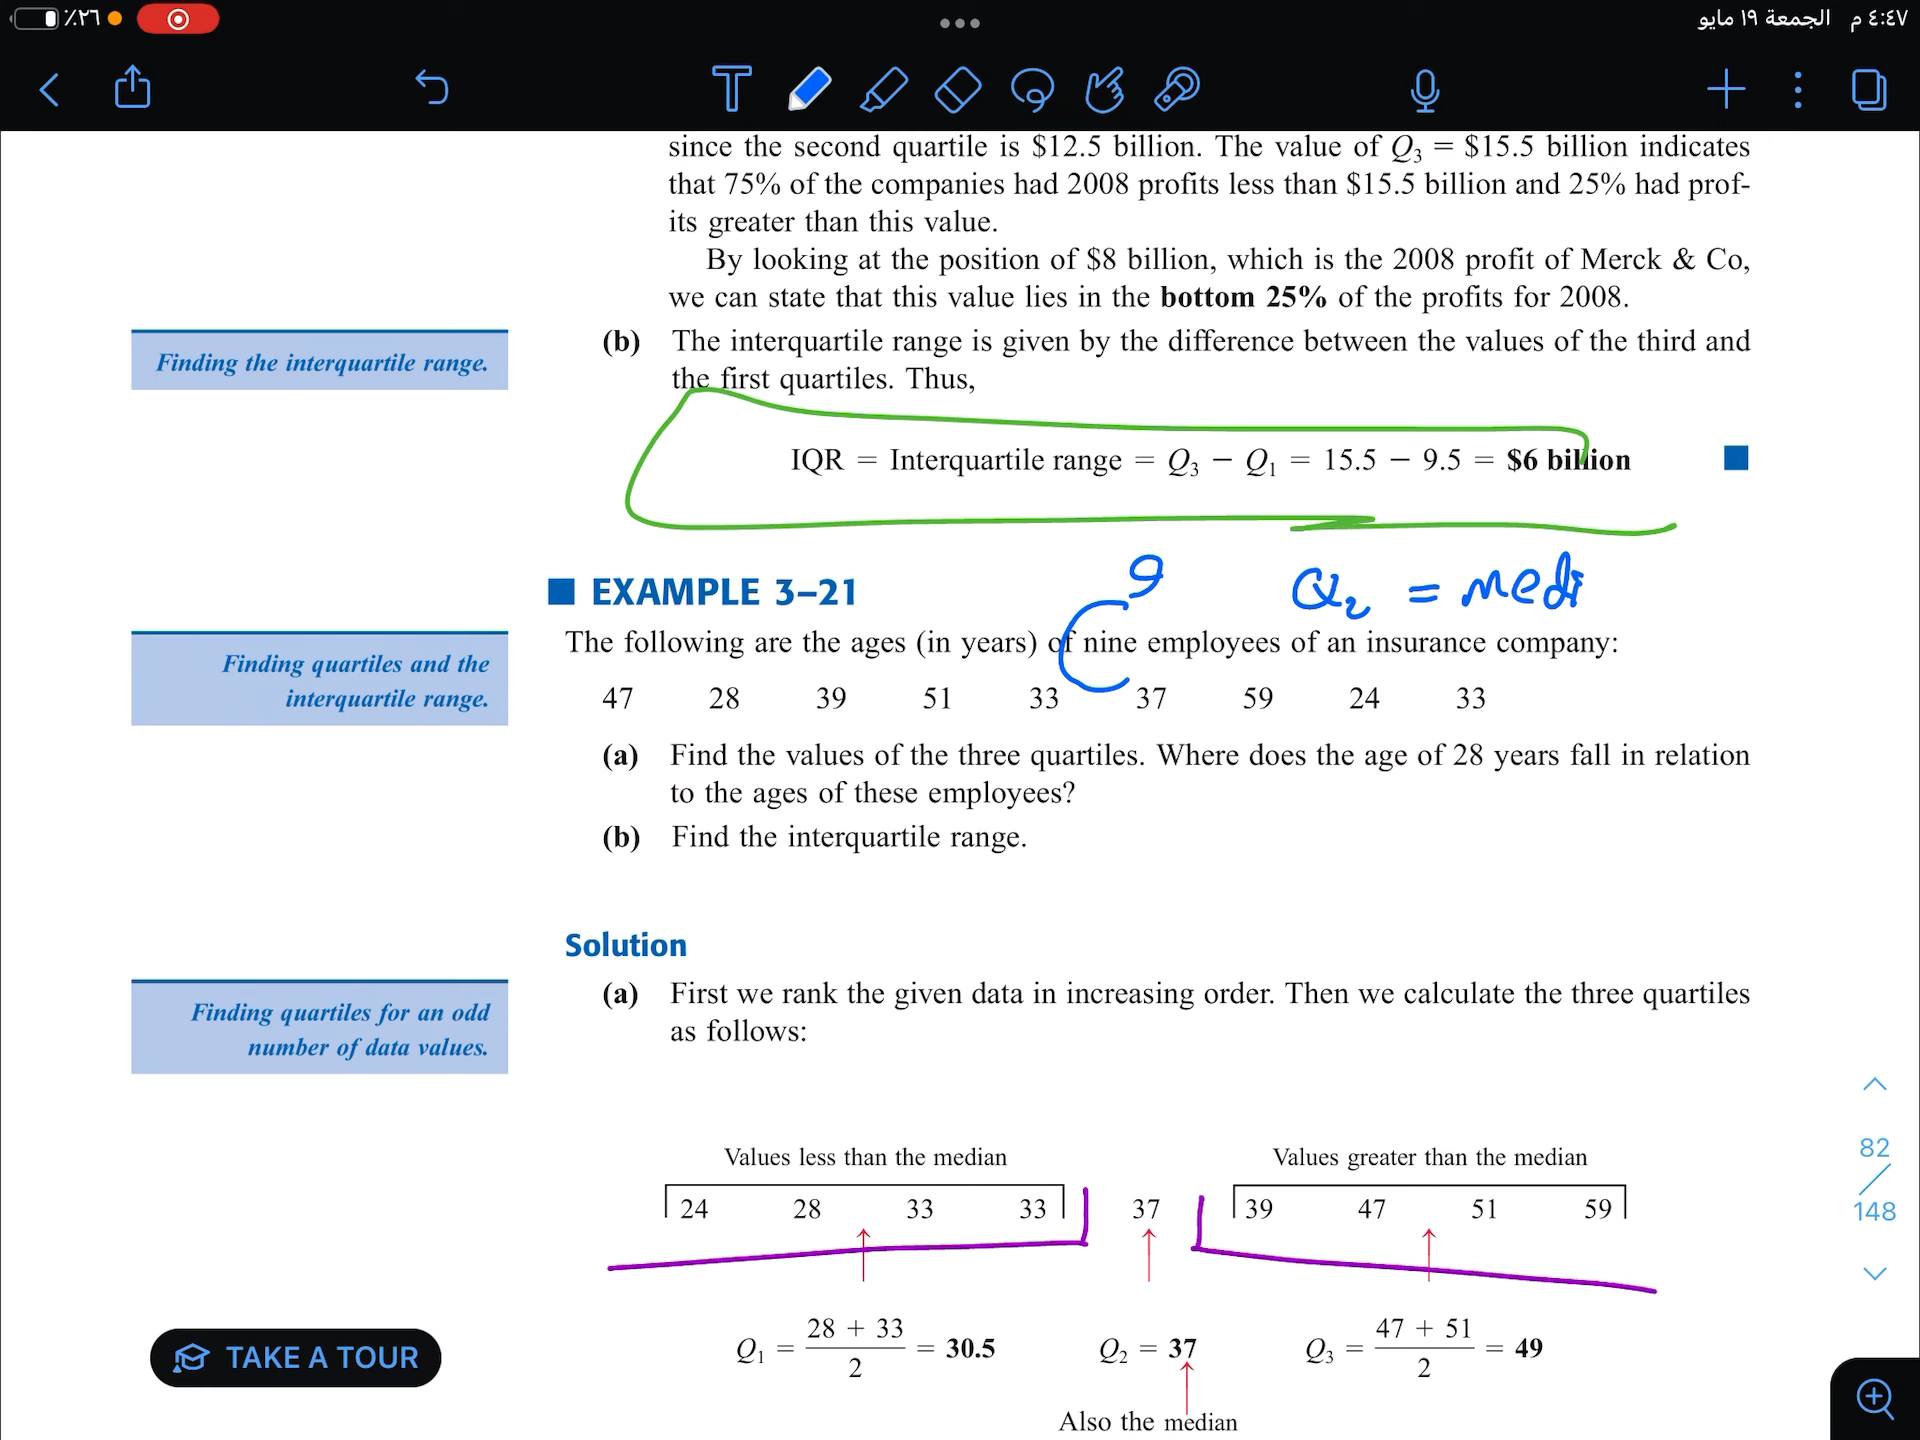 ٪٢٦
٤:٤٧ م الجمعة ١٩ مايو
since the second quartile is $12.5 billion. The value of Q3 = $15.5 billion indicates
that 75% of the companies had 2008 profits less than $15.5 billion and 25% had prof-
its greater than this value.
By looking at the position of $8 billion, which is the 2008 profit of Merck & Co,
we can state that this value lies in the bottom 25% of the profits for 2008.
Finding the interquartile range.
(b) The interquartile range is given by the difference between the values of the third and
the first quartiles. Thus,
IQR = Interquartile range = Q3 − Q1 = 15.5 − 9.5 = $6 billion
9
Q2 = medi
EXAMPLE 3–21
Finding quartiles and the
interquartile range.
The following are the ages (in years) of nine employees of an insurance company:
47 28 39 51 33 37 59 24 33
(a) Find the values of the three quartiles. Where does the age of 28 years fall in relation
to the ages of these employees?
(b) Find the interquartile range.
Solution
Finding quartiles for an odd
number of data values.
(a) First we rank the given data in increasing order. Then we calculate the three quartiles
as follows:
Values less than the median Values greater than the median
24 28 33 33 37 39 47 51 59
Q1 = (28 + 33)/2 = 30.5 Q2 = 37 Q3 = (47 + 51)/2 = 49
Also the median
82
148
TAKE A TOUR